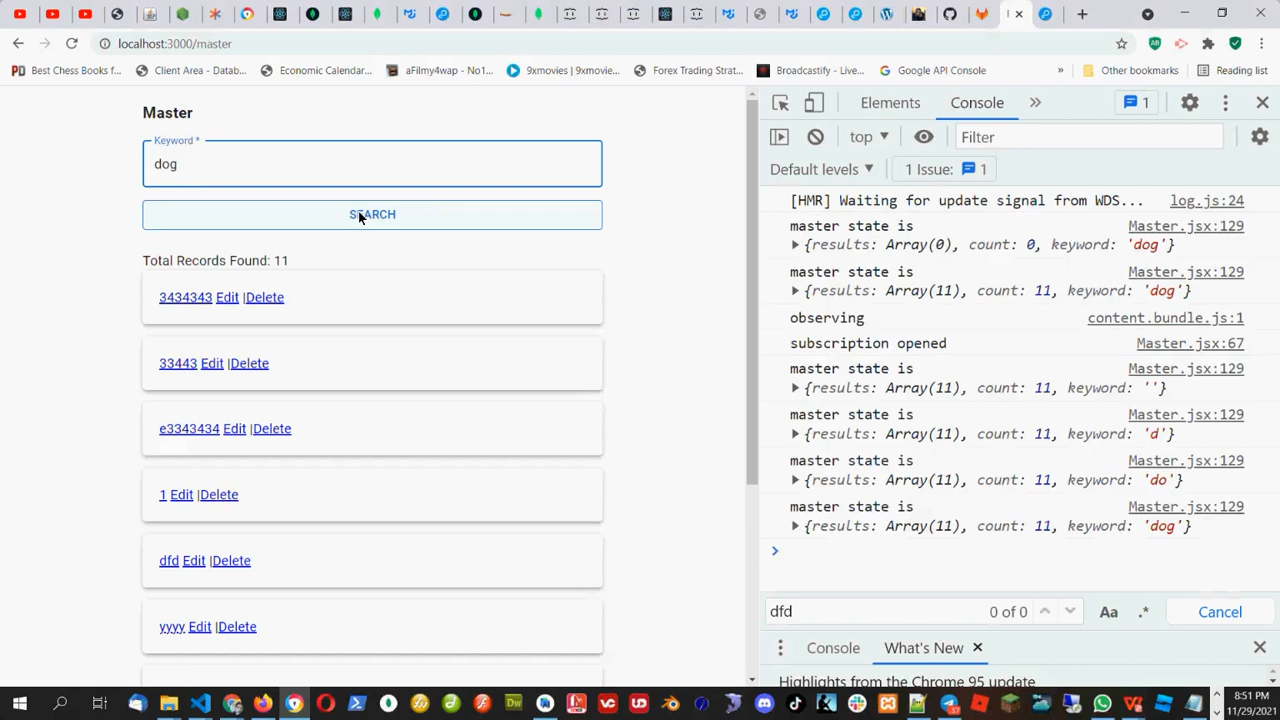 localhost:3000/master
Best Chess Books f...
Client Area - Datab...
Economic Calendar...
aFilmy4wap - No1...
9xmovies | 9xmovie...
Forex Trading Strat...
Broadcastify - Live...
Google API Console
»
Other bookmarks
Reading list
Master
Keyword *
dog
SEARCH
Total Records Found: 11
3434343 Edit |Delete
33443 Edit |Delete
e3343434 Edit |Delete
1 Edit |Delete
dfd Edit |Delete
yyyy Edit |Delete
Elements Console » 1
top Filter
Default levels 1 Issue: 1
[HMR] Waiting for update signal from WDS... log.js:24
master state is Master.jsx:129
{results: Array(0), count: 0, keyword: 'dog'}
master state is Master.jsx:129
{results: Array(11), count: 11, keyword: 'dog'}
observing content.bundle.js:1
subscription opened Master.jsx:67
master state is Master.jsx:129
{results: Array(11), count: 11, keyword: ''}
master state is Master.jsx:129
{results: Array(11), count: 11, keyword: 'd'}
master state is Master.jsx:129
{results: Array(11), count: 11, keyword: 'do'}
master state is Master.jsx:129
{results: Array(11), count: 11, keyword: 'dog'}
dfd 0 of 0 Aa .* Cancel
Console What's New
Highlights from the Chrome 95 update
8:51 PM
11/29/2021